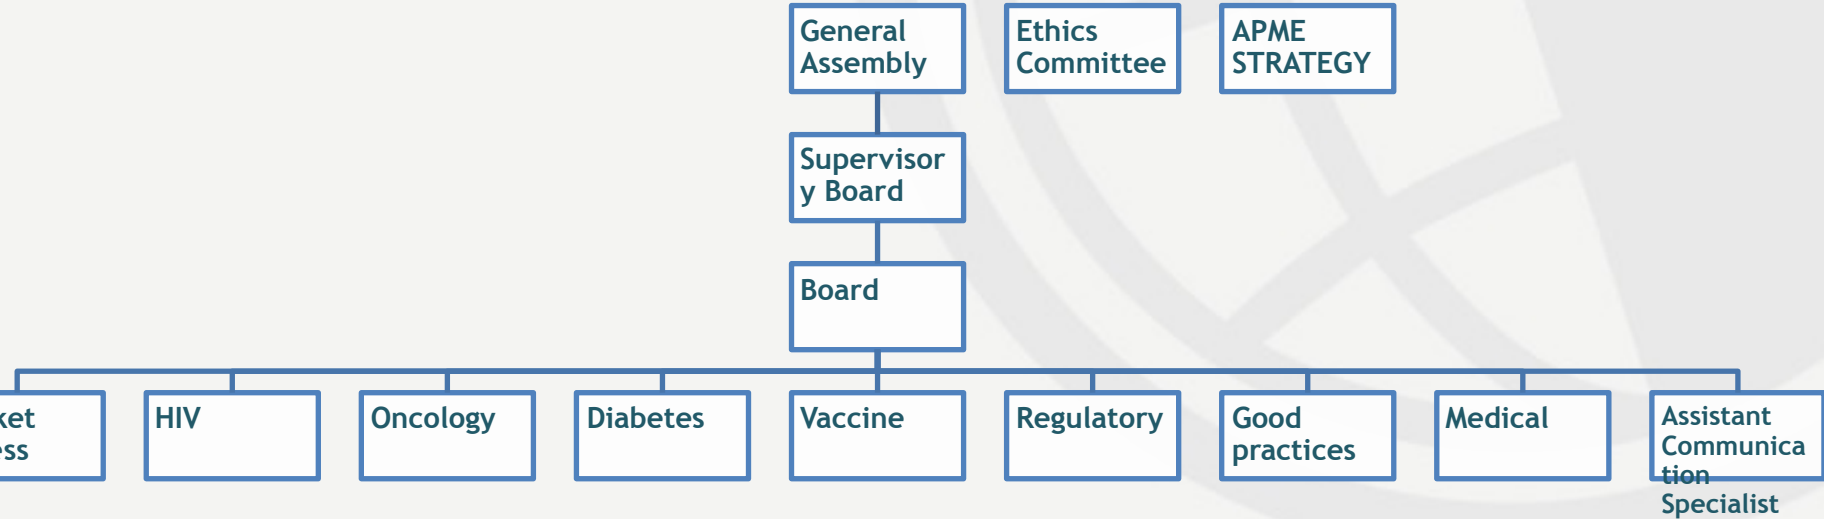 General
Assembly
Ethics
Committee
APME
STRATEGY
Supervisor
y Board
Board
HIV
Oncology
Diabetes
Vaccine
Regulatory
Good
practices
Medical
Assistant
Communica
tion
Specialist